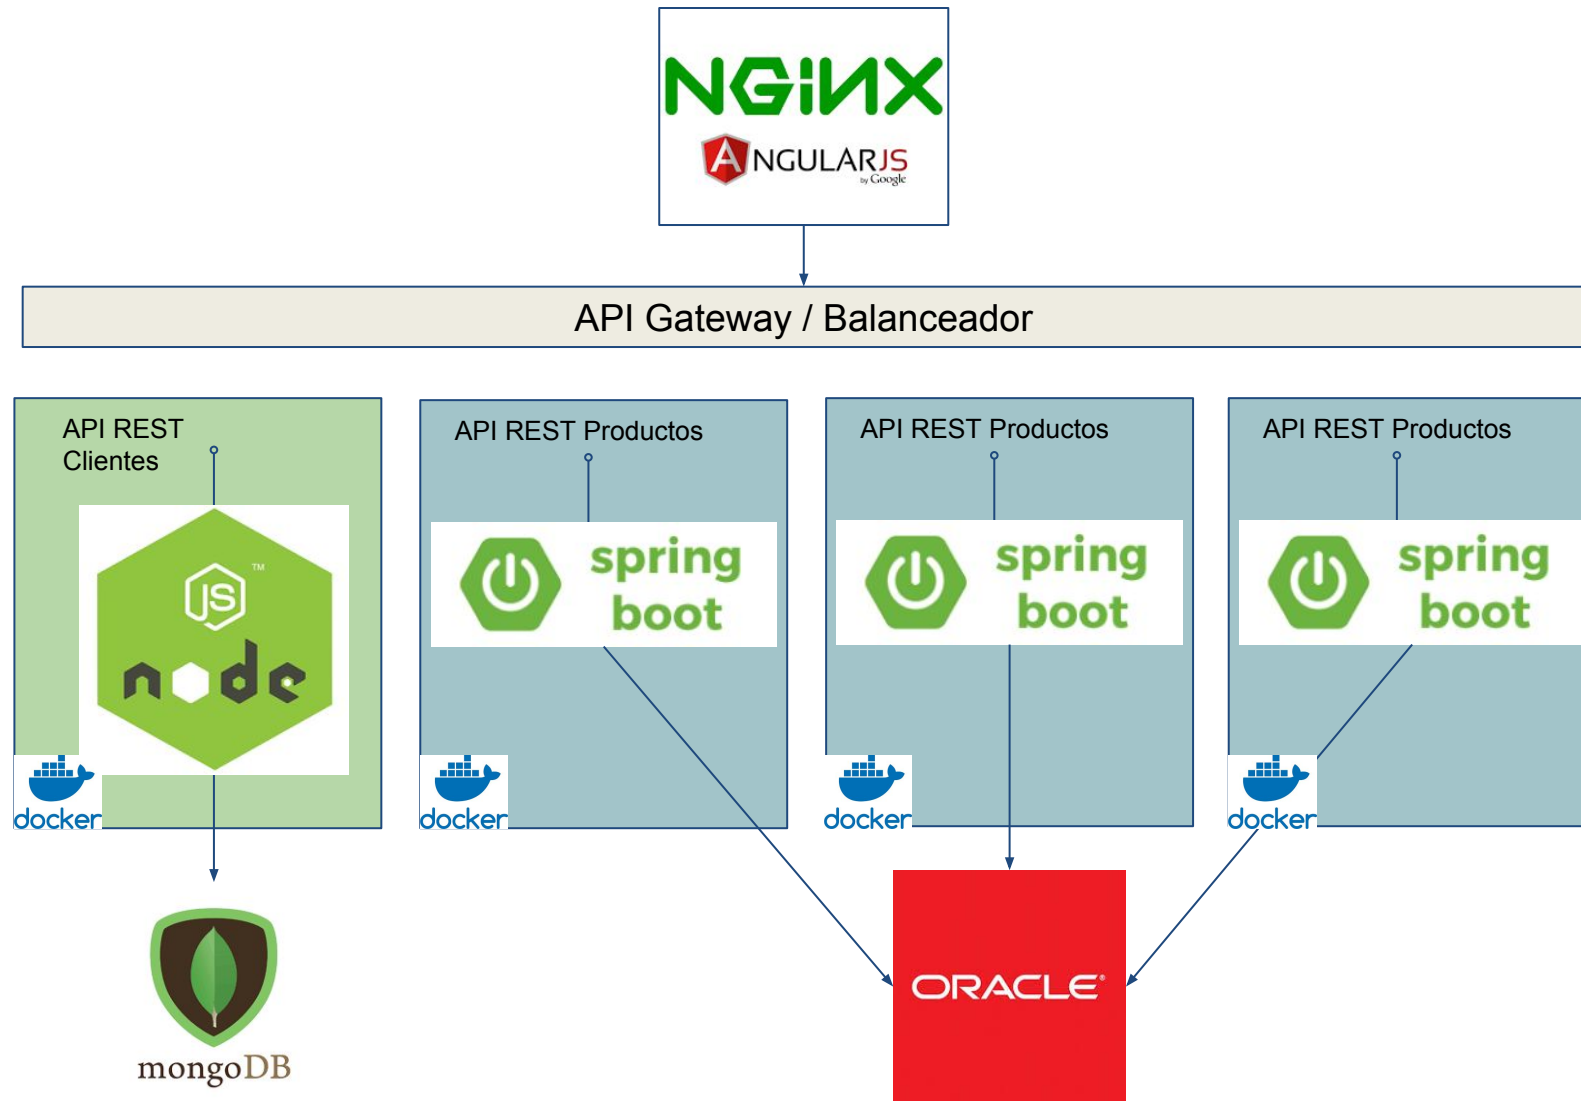 NGINX
ANGULARJS
by Google
API Gateway / Balanceador
API REST
Clientes
JS
TM
node
docker
mongoDB
API REST Productos
spring
boot
docker
API REST Productos
spring
boot
docker
API REST Productos
spring
boot
docker
ORACLE®